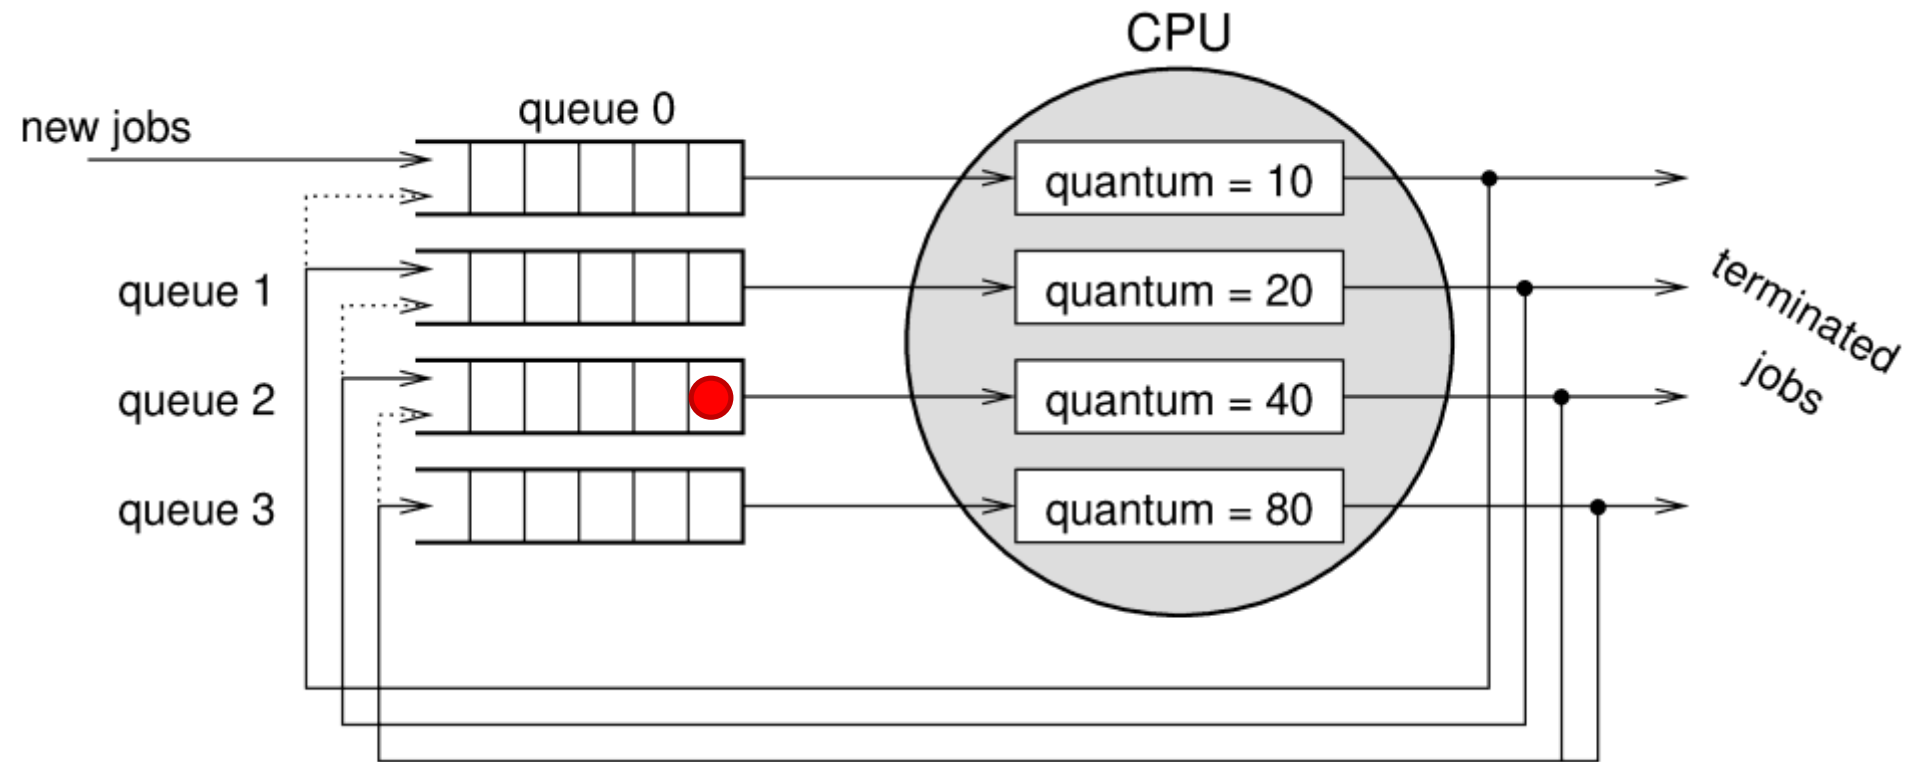 CPU
new jobs
queue 0
quantum = 10
queue 1
quantum = 20
queue 2
quantum = 40
queue 3
quantum = 80
terminated
jobs